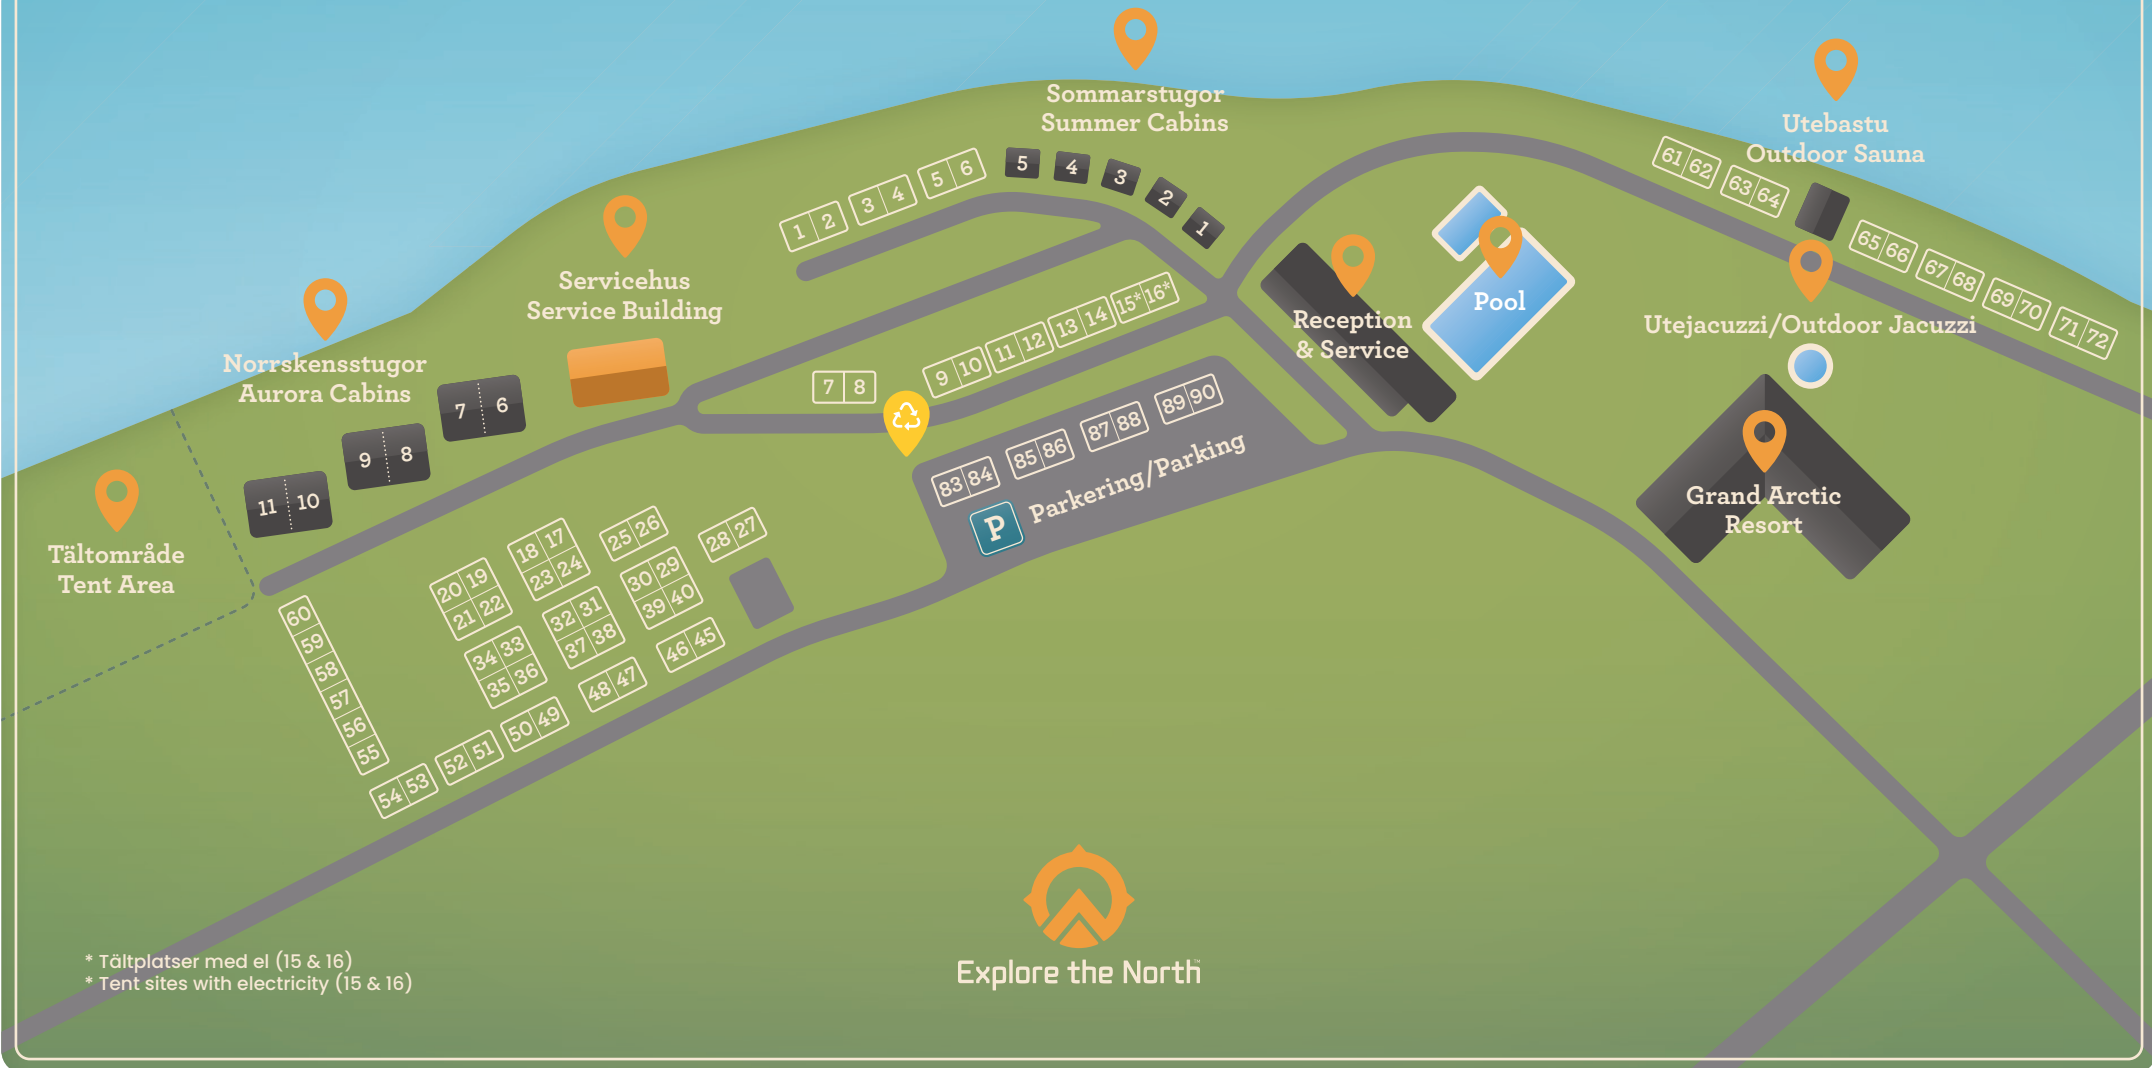 Sommarstugor
Summer Cabins
Utebastu
Outdoor Sauna
1 2
3 4
5 6
5
4
3
2
1
61 62
63 64
65 66
67 68
69 70
71 72
Servicehus
Service Building
Norrskensstugor
Aurora Cabins
7 6
9 8
11 10
Tältområde
Tent Area
7 8
9 10
11 12
13 14
15* 16*
Reception
& Service
Pool
Utejacuzzi/Outdoor Jacuzzi
Grand Arctic
Resort
83 84
85 86
87 88
89 90
P
Parkering/Parking
20 19
21 22
18 17
23 24
25 26
28 27
30 29
39 40
32 31
37 38
34 33
35 36
46 45
48 47
50 49
52 51
54 53
60
59
58
57
56
55
Explore the North™
* Tältplatser med el (15 & 16)
* Tent sites with electricity (15 & 16)